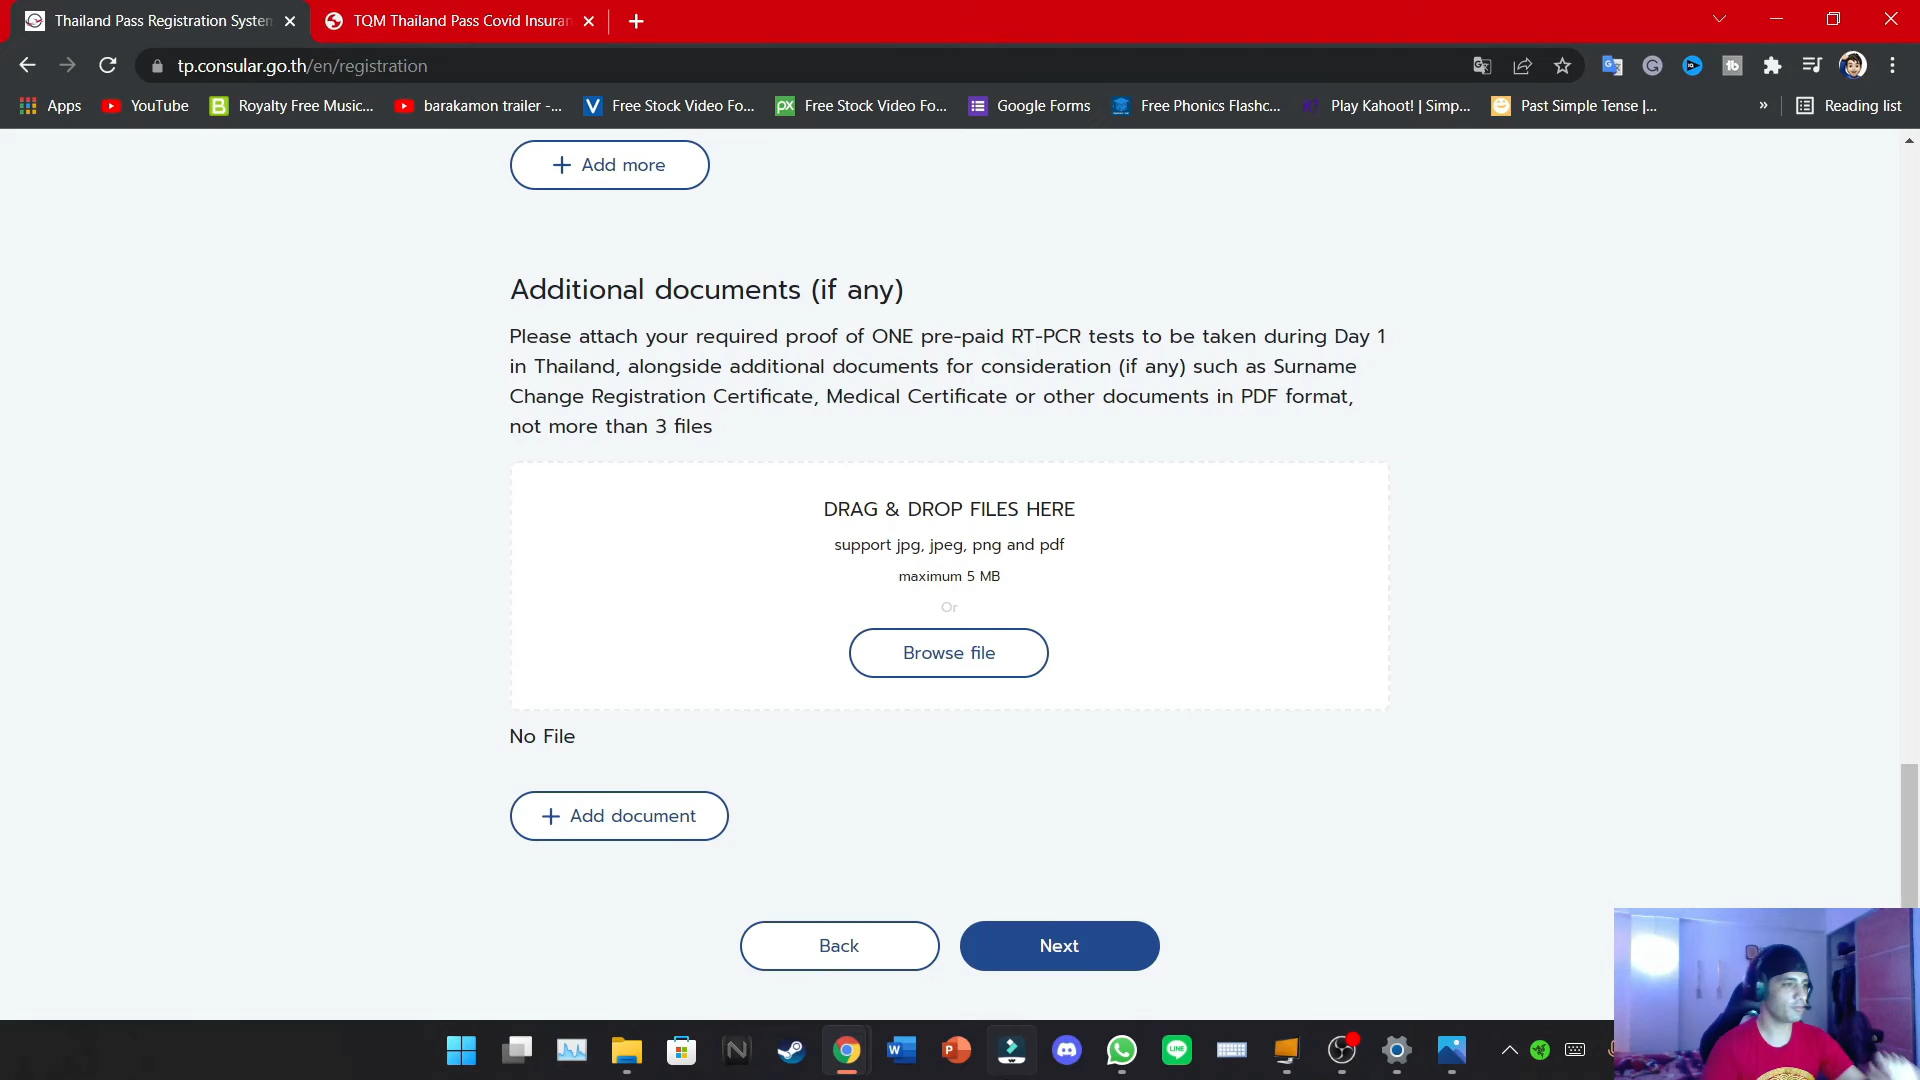 Thailand Pass Registration System
TQM Thailand Pass Covid Insuran
tp.consular.go.th/en/registration
Apps
YouTube
Royalty Free Music...
barakamon trailer -...
Free Stock Video Fo...
Free Stock Video Fo...
Google Forms
Free Phonics Flashc...
Play Kahoot! | Simp...
Past Simple Tense |...
»
Reading list
+ Add more
Additional documents (if any)
Please attach your required proof of ONE pre-paid RT-PCR tests to be taken during Day 1
in Thailand, alongside additional documents for consideration (if any) such as Surname
Change Registration Certificate, Medical Certificate or other documents in PDF format,
not more than 3 files
DRAG & DROP FILES HERE
support jpg, jpeg, png and pdf
maximum 5 MB
Or
Browse file
No File
+ Add document
Back
Next